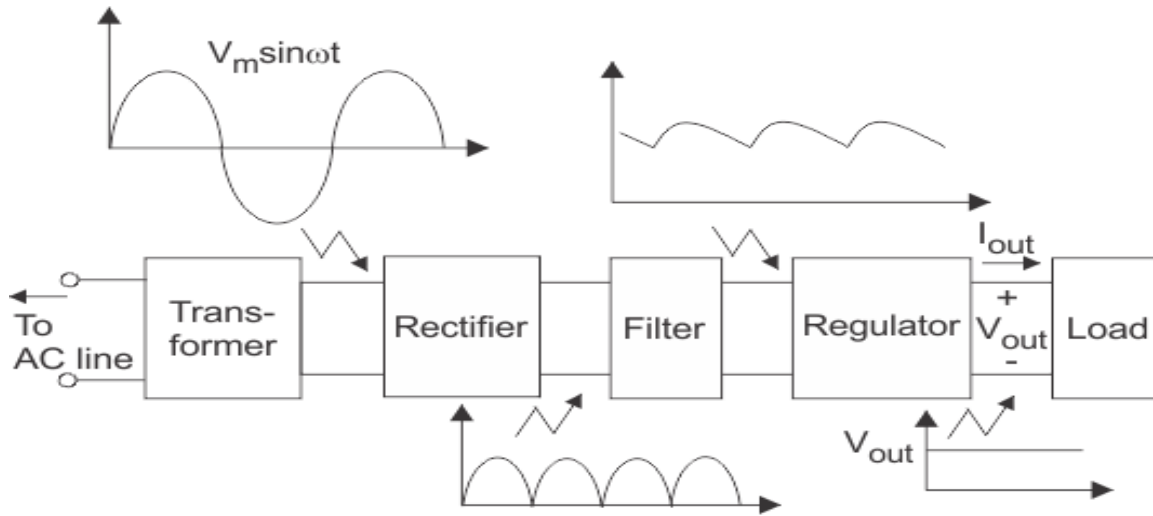 Vmsinωt
Iout
To
AC line
Trans-
former
Rectifier
Filter
Regulator
+
Vout
-
Load
Vout